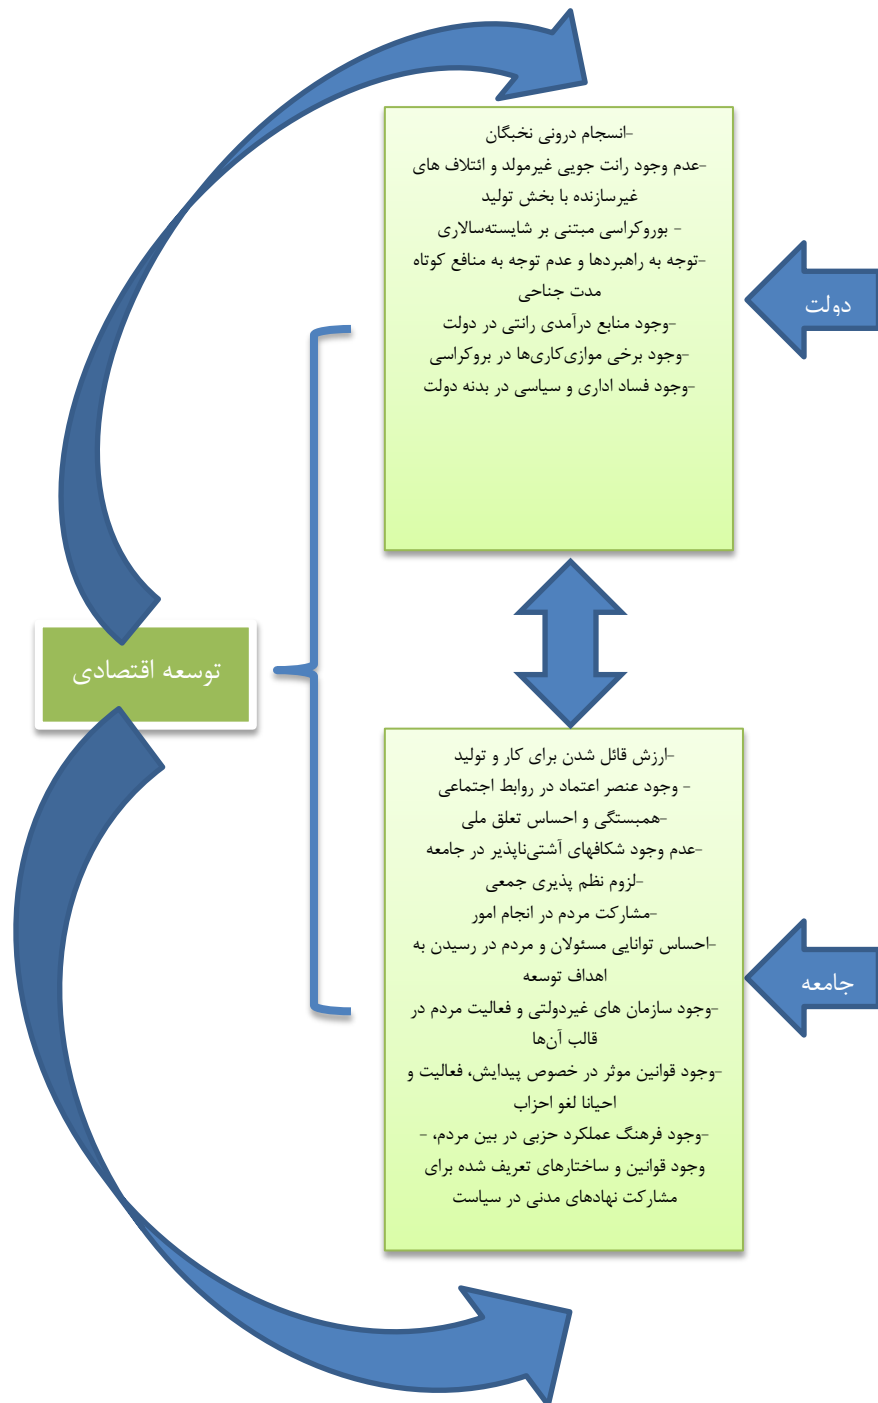 -انسجام درونی نخبگان
-عدم وجود رانت جویی غیرمولد و ائتلاف های
غیرسازنده با بخش تولید
- بوروکراسی مبتنی بر شایسته‌سالاری
-توجه به راهبردها و عدم توجه به منافع کوتاه
مدت جناحی
-وجود منابع درآمدی رانتی در دولت
-وجود برخی موازی‌کاری‌ها در بروکراسی
-وجود فساد اداری و سیاسی در بدنه دولت
دولت
توسعه اقتصادی
-ارزش قائل شدن برای کار و تولید
- وجود عنصر اعتماد در روابط اجتماعی
-همبستگی و احساس تعلق ملی
-عدم وجود شکافهای آشتی‌ناپذیر در جامعه
-لزوم نظم پذیری جمعی
-مشارکت مردم در انجام امور
-احساس توانایی مسئولان و مردم در رسیدن به
اهداف توسعه
-وجود سازمان های غیردولتی و فعالیت مردم در
قالب آن‌ها
-وجود قوانین موثر در خصوص پیدایش، فعالیت و
احیانا لغو احزاب
-وجود فرهنگ عملکرد حزبی در بین مردم، -
وجود قوانین و ساختارهای تعریف شده برای
مشارکت نهادهای مدنی در سیاست
جامعه